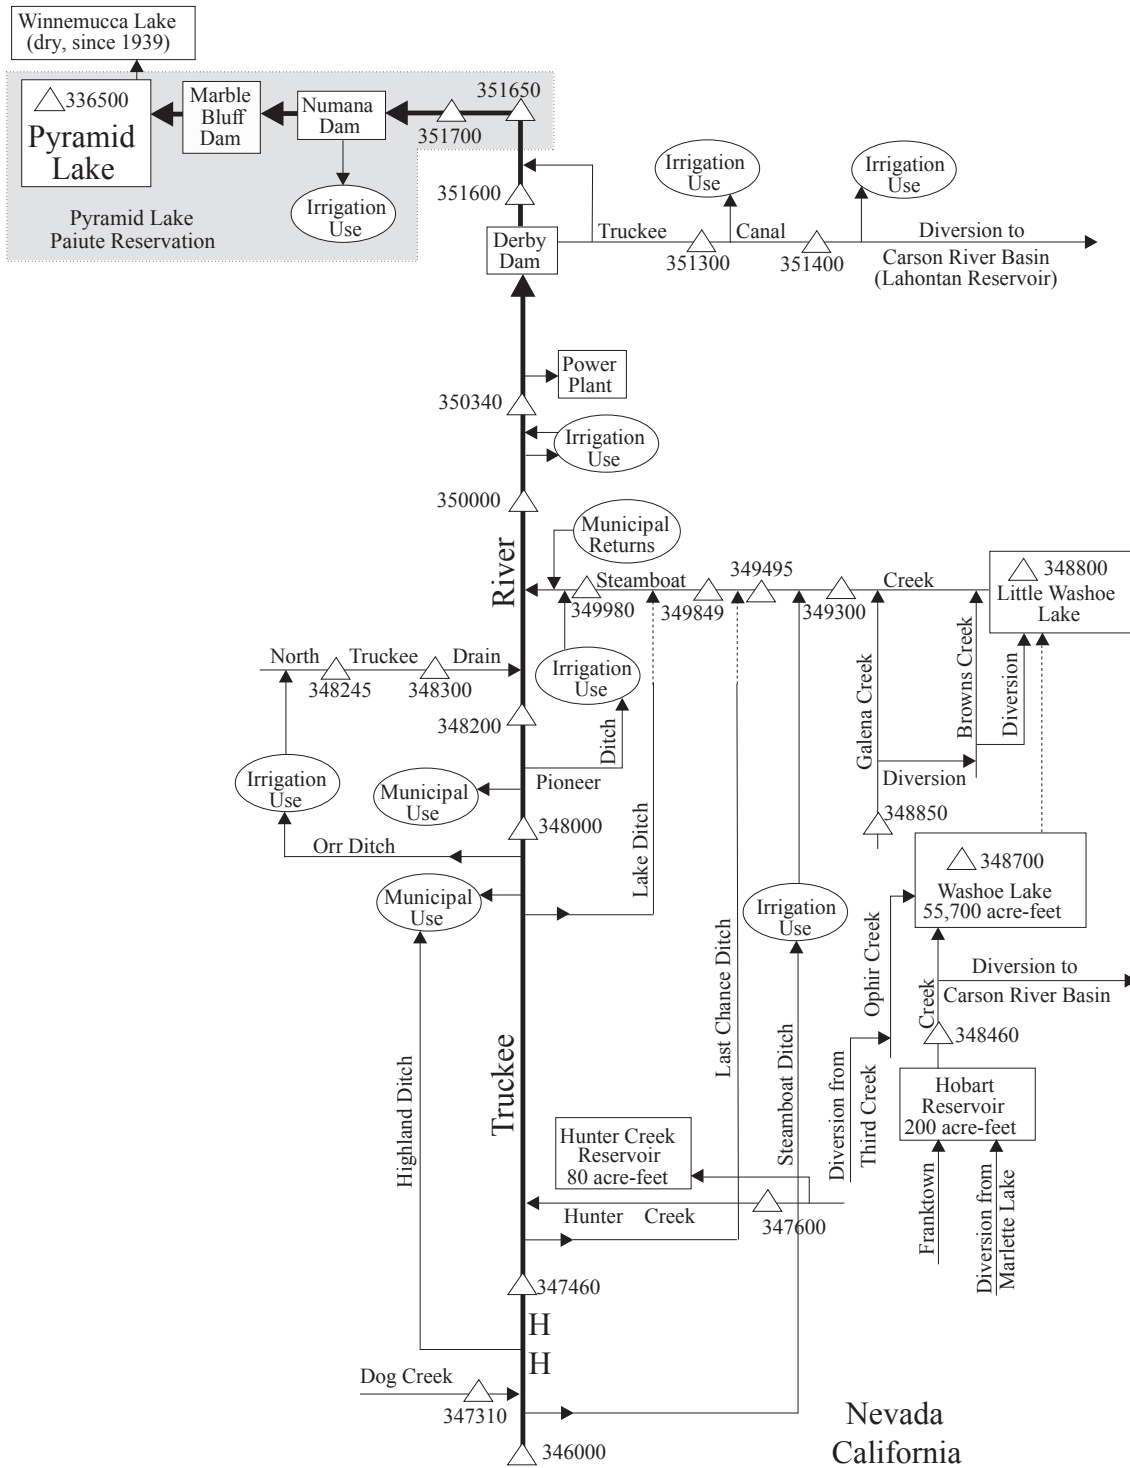 Winnemucca Lake
(dry, since 1939)
336500
Pyramid
Lake
Marble
Bluff
Dam
Numana
Dam
351650
351700
Irrigation
Use
Pyramid Lake
Paiute Reservation
351600
Derby
Dam
Irrigation
Use
Irrigation
Use
Truckee
351300
Canal
351400
Diversion to
Carson River Basin
(Lahontan Reservoir)
Power
Plant
350340
Irrigation
Use
350000
River
Municipal
Returns
Steamboat
349980
349849
349495
349300
Creek
348800
Little Washoe
Lake
North
Truckee
Drain
348245
348300
Irrigation
Use
348200
Ditch
Pioneer
Galena Creek
Browns Creek
Diversion
Diversion
Irrigation
Use
Municipal
Use
348000
348850
Orr Ditch
Lake Ditch
348700
Washoe Lake
55,700 acre-feet
Municipal
Use
Irrigation
Use
Ophir Creek
Diversion to
Carson River Basin
Creek
348460
Last Chance Ditch
Steamboat Ditch
Diversion from
Third Creek
Hobart
Reservoir
200 acre-feet
Highland Ditch
Truckee
Hunter Creek
Reservoir
80 acre-feet
Hunter
Creek
347600
Franktown
Diversion from
Marlette Lake
347460
H
H
Dog Creek
347310
346000
Nevada
California